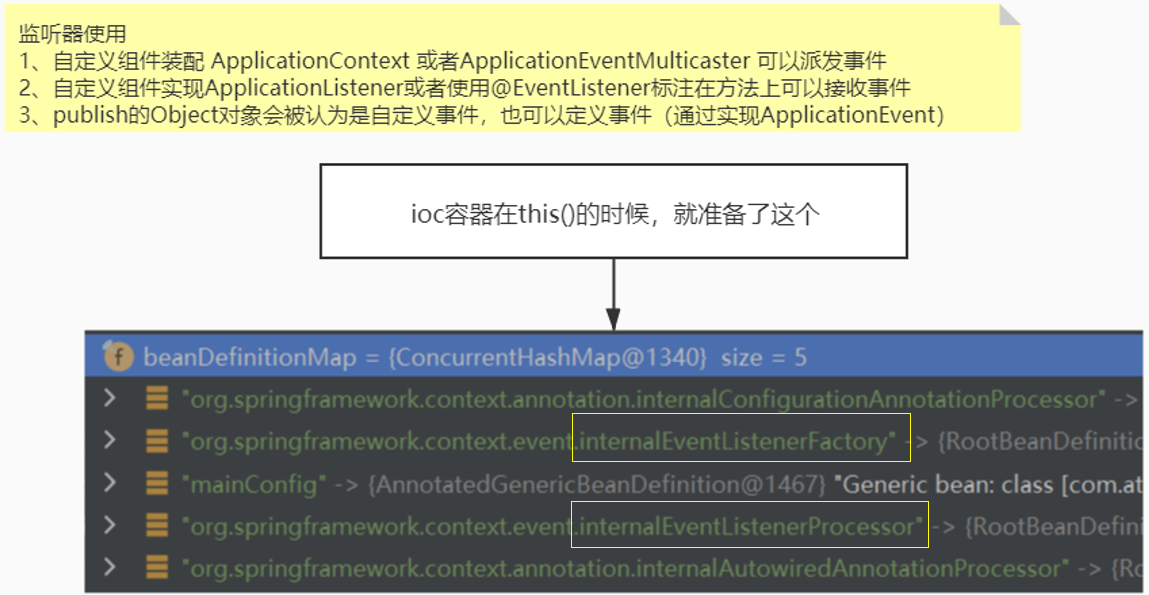 监听器使用
1、自定义组件装配 ApplicationContext 或者ApplicationEventMulticaster 可以派发事件
2、自定义组件实现ApplicationListener或者使用@EventListener标注在方法上可以接收事件
3、publish的Object对象会被认为是自定义事件，也可以定义事件（通过实现ApplicationEvent）
ioc容器在this()的时候，就准备了这个
f beanDefinitionMap = {ConcurrentHashMap@1340} size = 5
"org.springframework.context.annotation.internalConfigurationAnnotationProcessor" ->
"org.springframework.context.event.internalEventListenerFactory" -> {RootBeanDefinitic
"mainConfig" -> {AnnotatedGenericBeanDefinition@1467} "Generic bean: class [com.at
"org.springframework.context.event.internalEventListenerProcessor" -> {RootBeanDefini
"org.springframework.context.annotation.internalAutowiredAnnotationProcessor" -> {Ro